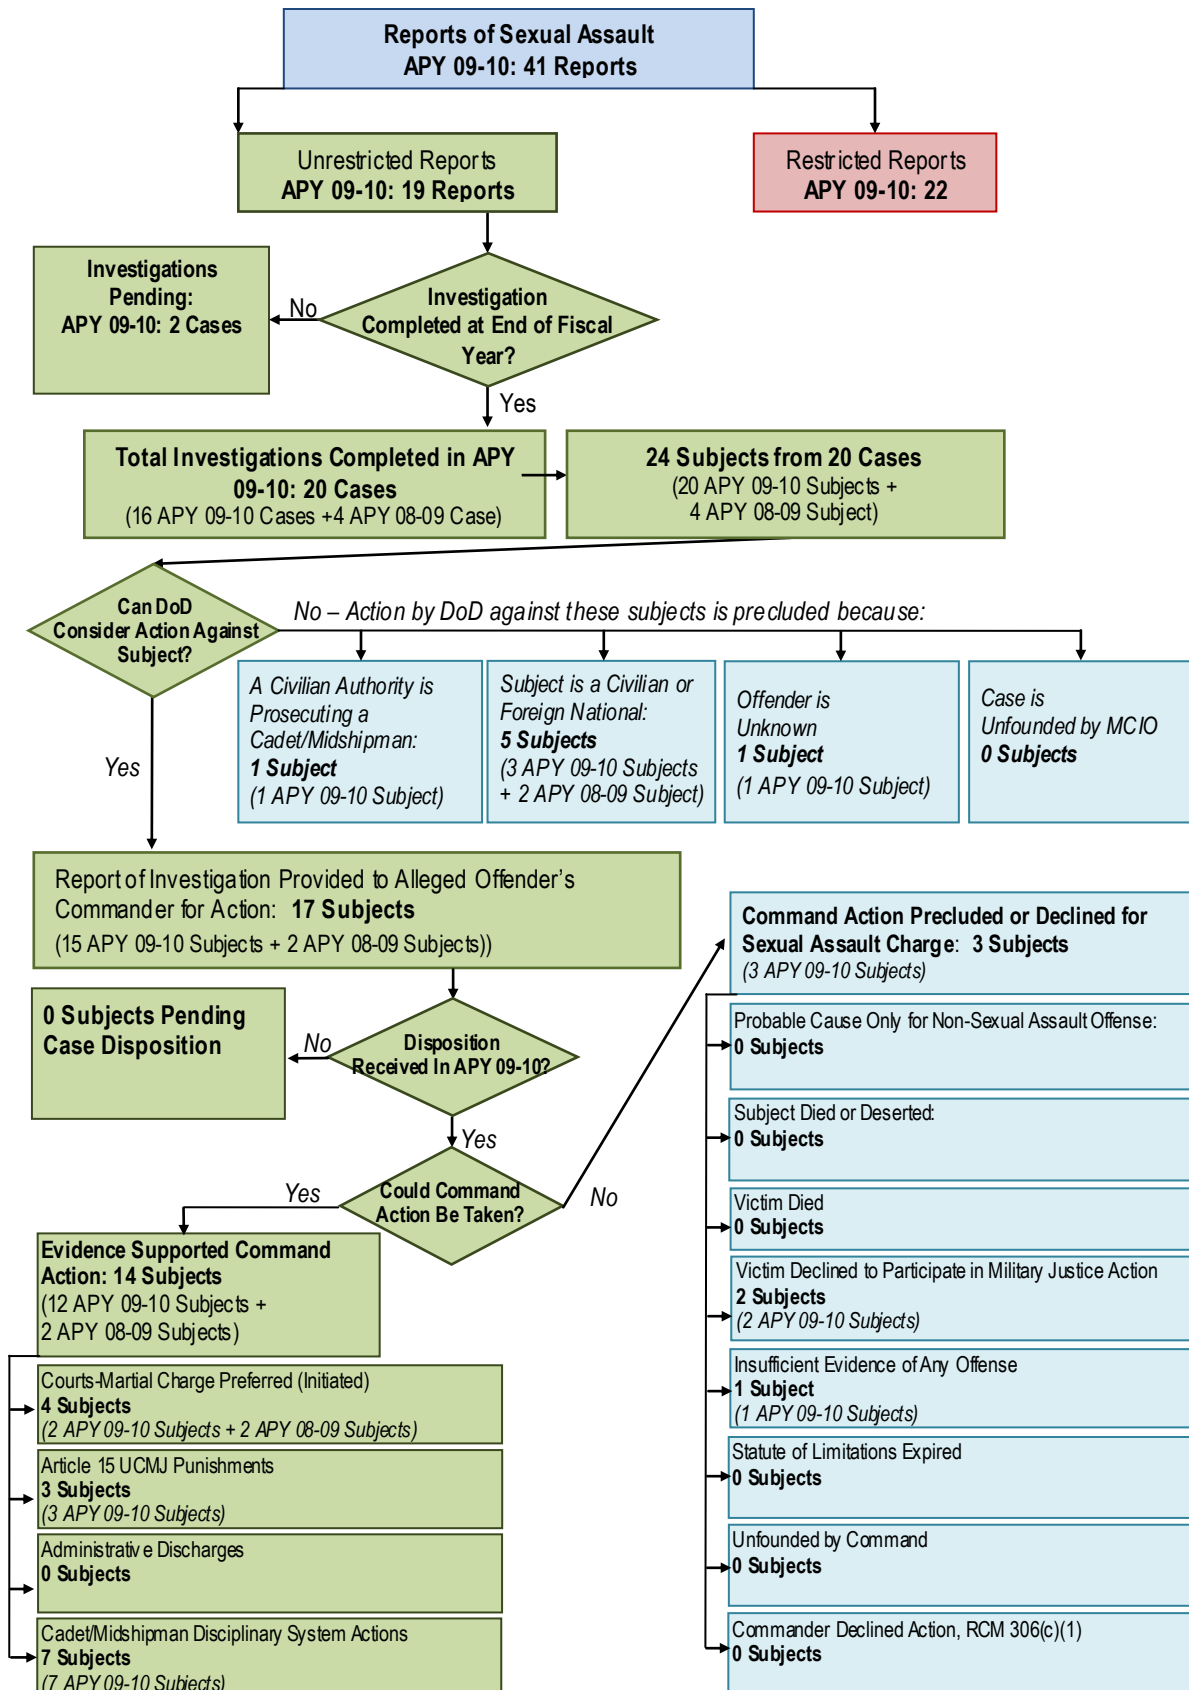 Reports of Sexual Assault
APY 09-10: 41 Reports
Unrestricted Reports
APY 09-10: 19 Reports
Restricted Reports
APY 09-10: 22
Investigations
Pending:
APY 09-10: 2 Cases
No
Investigation
Completed at End of Fiscal
Year?
Yes
Total Investigations Completed in APY
09-10: 20 Cases
(16 APY 09-10 Cases +4 APY 08-09 Case)
24 Subjects from 20 Cases
(20 APY 09-10 Subjects +
4 APY 08-09 Subject)
Can DoD
Consider Action Against
Subject?
No – Action by DoD against these subjects is precluded because:
A Civilian Authority is
Prosecuting a
Cadet/Midshipman:
1 Subject
(1 APY 09-10 Subject)
Subject is a Civilian or
Foreign National:
5 Subjects
(3 APY 09-10 Subjects
+ 2 APY 08-09 Subject)
Offender is
Unknown
1 Subject
(1 APY 09-10 Subject)
Case is
Unfounded by MCIO
0 Subjects
Yes
Report of Investigation Provided to Alleged Offender's
Commander for Action: 17 Subjects
(15 APY 09-10 Subjects + 2 APY 08-09 Subjects))
0 Subjects Pending
Case Disposition
No
Disposition
Received In APY 09-10?
Yes
Could Command
Action Be Taken?
Yes
No
Evidence Supported Command
Action: 14 Subjects
(12 APY 09-10 Subjects +
2 APY 08-09 Subjects)
Courts-Martial Charge Preferred (Initiated)
4 Subjects
(2 APY 09-10 Subjects + 2 APY 08-09 Subjects)
Article 15 UCMJ Punishments
3 Subjects
(3 APY 09-10 Subjects)
Administrative Discharges
0 Subjects
Cadet/Midshipman Disciplinary System Actions
7 Subjects
(7 APY 09-10 Subjects)
Command Action Precluded or Declined for
Sexual Assault Charge: 3 Subjects
(3 APY 09-10 Subjects)
Probable Cause Only for Non-Sexual Assault Offense:
0 Subjects
Subject Died or Deserted:
0 Subjects
Victim Died
0 Subjects
Victim Declined to Participate in Military Justice Action
2 Subjects
(2 APY 09-10 Subjects)
Insufficient Evidence of Any Offense
1 Subject
(1 APY 09-10 Subjects)
Statute of Limitations Expired
0 Subjects
Unfounded by Command
0 Subjects
Commander Declined Action, RCM 306(c)(1)
0 Subjects